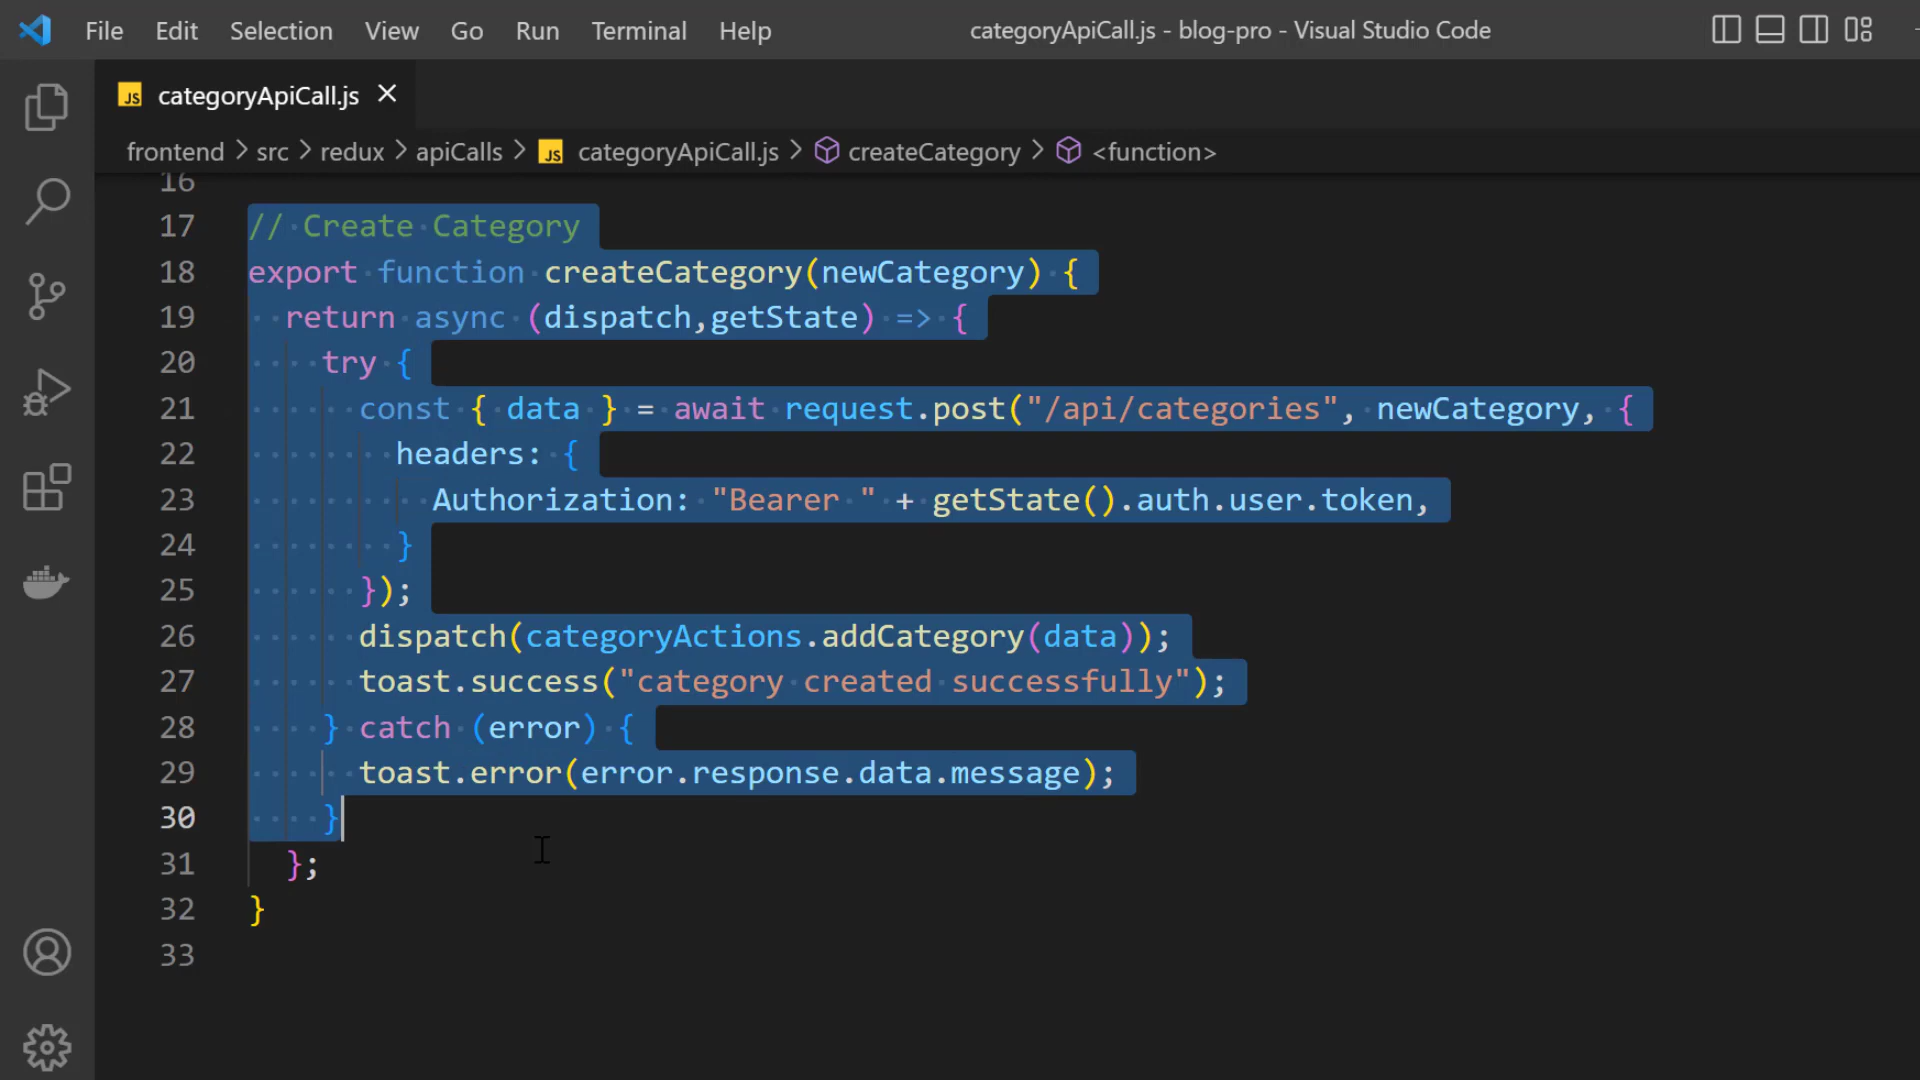 File Edit Selection View Go Run Terminal Help categoryApiCall.js - blog-pro - Visual Studio Code
JS categoryApiCall.js
frontend > src > redux > apiCalls > JS categoryApiCall.js > createCategory > <function>
16
17 // Create Category
18 export function createCategory(newCategory) {
19   return async (dispatch,getState) => {
20     try {
21       const { data } = await request.post("/api/categories", newCategory, {
22         headers: {
23           Authorization: "Bearer " + getState().auth.user.token,
24         }
25       });
26       dispatch(categoryActions.addCategory(data));
27       toast.success("category created successfully");
28     } catch (error) {
29       toast.error(error.response.data.message);
30     }
31   };
32 }
33